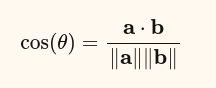 cos(θ) = a · b / ‖a‖‖b‖